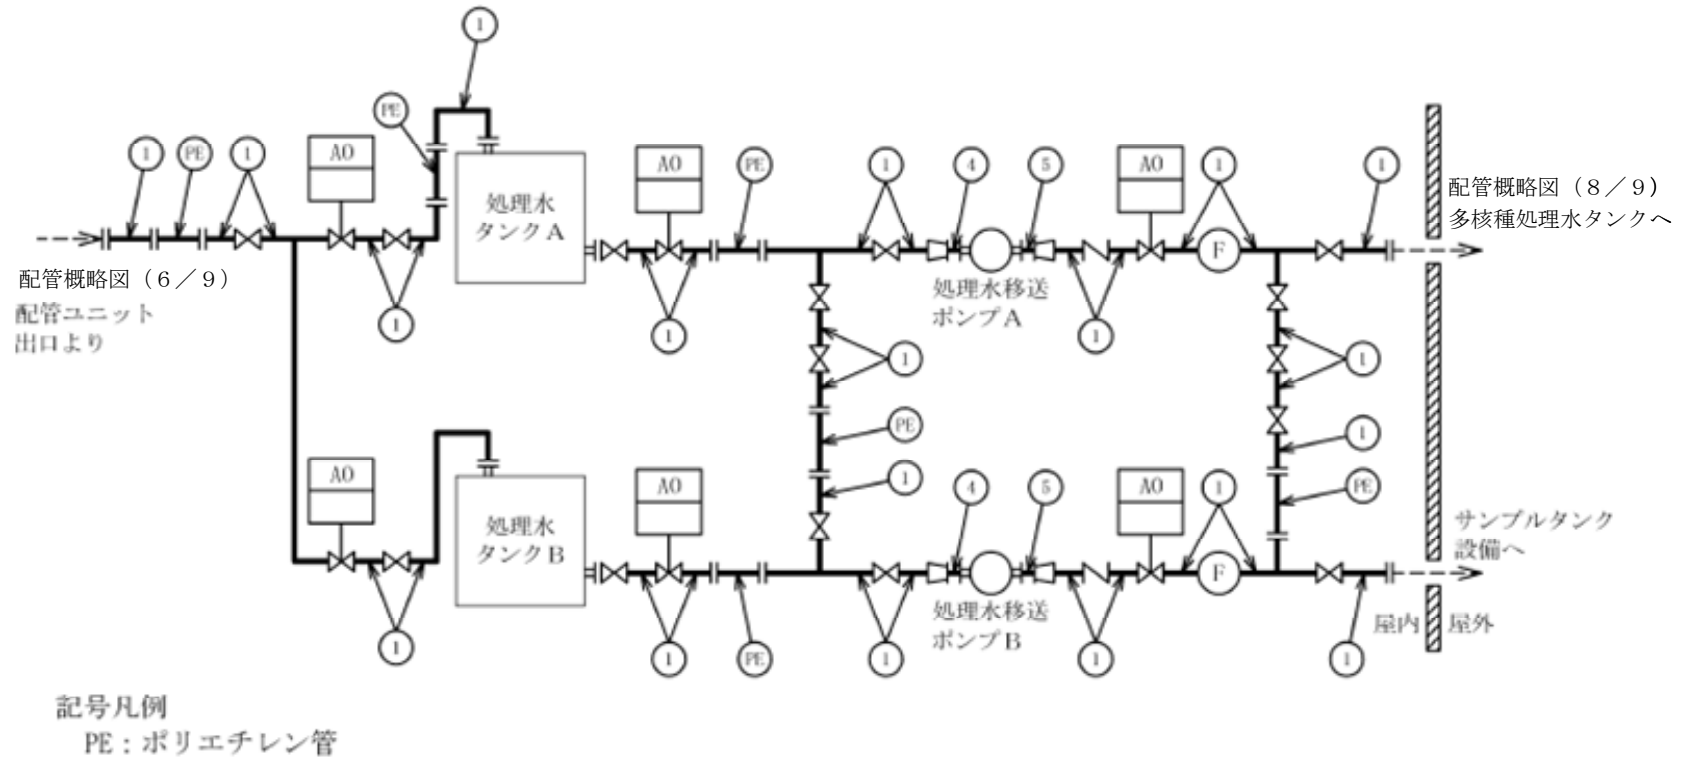 1
PE
1
PE
1
AO
AO
PE
1
4
5
AO
1
1
処理水
タンクA
配管概略図（8／9）
多核種処理水タンクへ
F
配管概略図（6／9）
配管ユニット
出口より
1
1
処理水移送
ポンプA
1
1
1
PE
1
PE
1
AO
AO
1
4
5
AO
1
処理水
タンクB
サンプルタンク
設備へ
F
処理水移送
ポンプB
屋内
屋外
1
1
PE
1
1
1
記号凡例
PE：ポリエチレン管